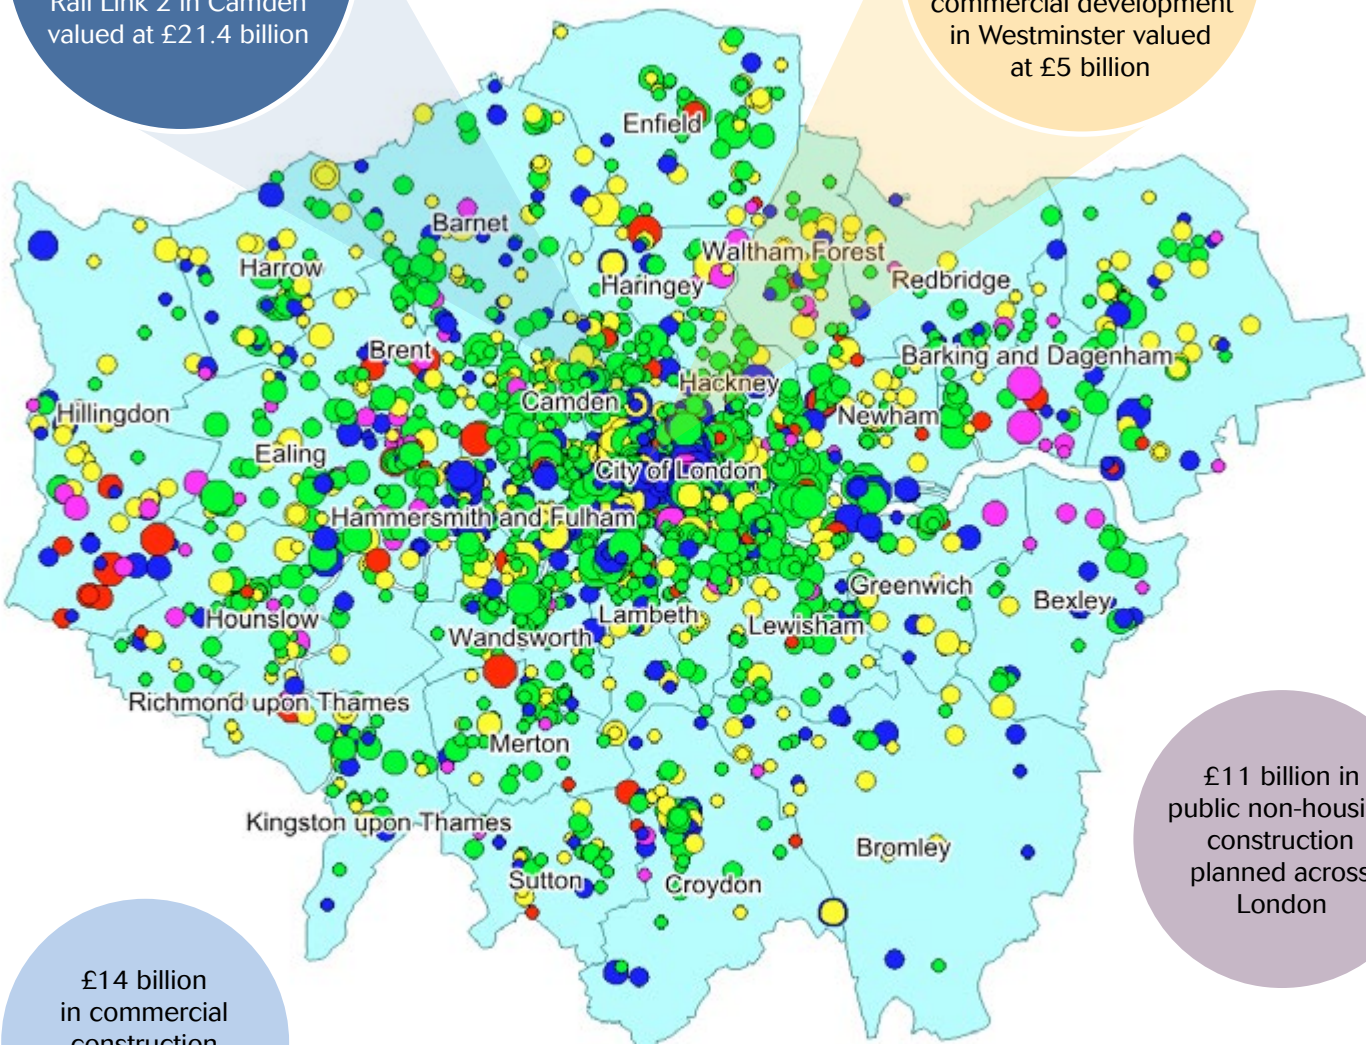 Rail Link 2 in Camden
valued at £21.4 billion
commercial development
in Westminster valued
at £5 billion
Enfield
Barnet
Waltham Forest
Harrow
Haringey
Redbridge
Brent
Barking and Dagenham
Hackney
Camden
Hillingdon
Newham
Ealing
City of London
Hammersmith and Fulham
Greenwich
Bexley
Hounslow
Lambeth
Lewisham
Wandsworth
Richmond upon Thames
Merton
£11 billion in
public non-housi
construction
planned across
London
Kingston upon Thames
Bromley
Sutton
Croydon
£14 billion
in commercial
construction